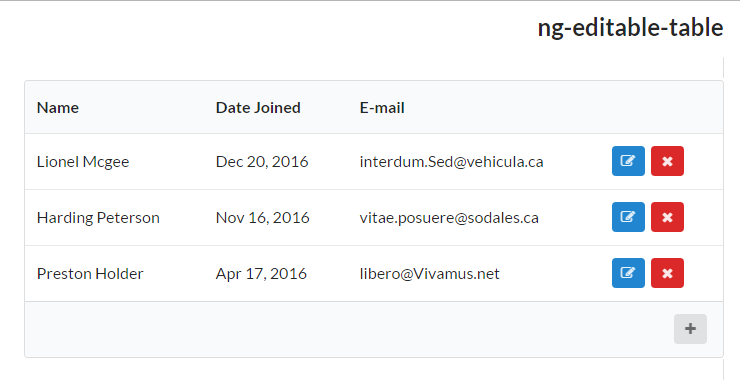 ng-editable-table
Name Date Joined E-mail
Lionel Mcgee Dec 20, 2016 interdum.Sed@vehicula.ca
Harding Peterson Nov 16, 2016 vitae.posuere@sodales.ca
Preston Holder Apr 17, 2016 libero@Vivamus.net